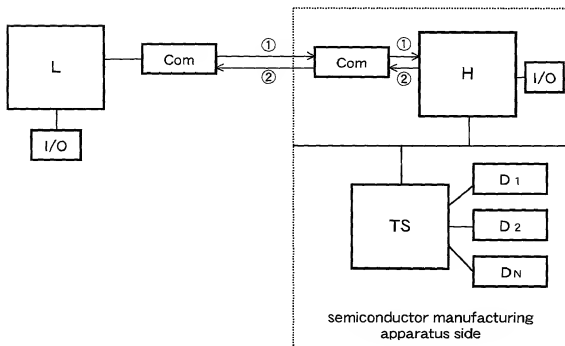 L
Com
①
②
Com
①
②
H
I/O
I/O
TS
D1
D2
DN
semiconductor manufacturing
apparatus side